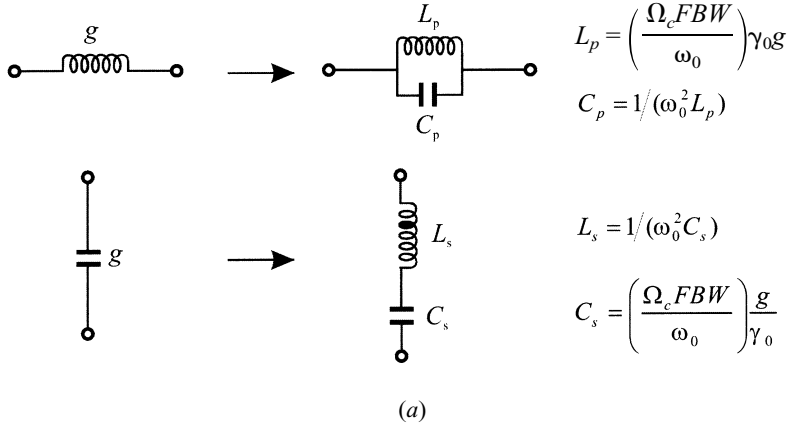 g
L_p
C_p
L_p = (Ω_c FBW / ω_0) γ_0 g
C_p = 1/(ω_0^2 L_p)
g
L_s
C_s
L_s = 1/(ω_0^2 C_s)
C_s = (Ω_c FBW / ω_0) g / γ_0
(a)